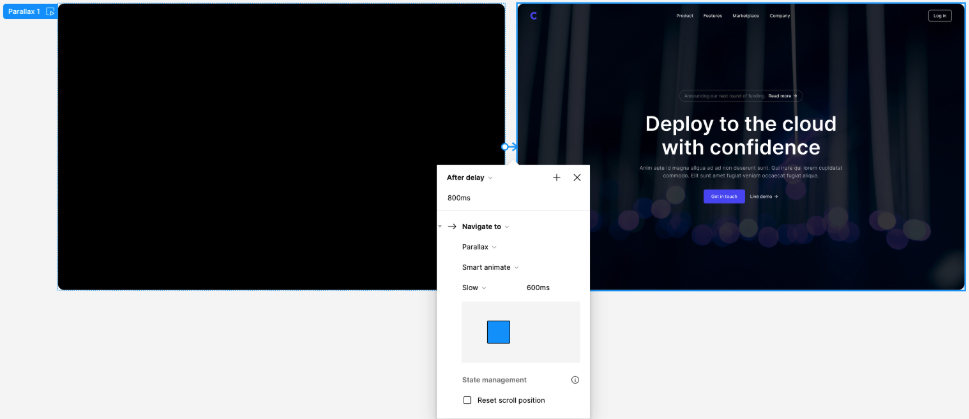 Parallax 1
C
Product Features Marketplace Company
Log in
Announcing our next round of funding. Read more →
Deploy to the cloud
with confidence
Anim aute id magna aliqua ad ad non deserunt sunt. Qui irure qui lorem cupidatat
commodo. Elit sunt amet fugiat veniam occaecat fugiat aliqua.
Get in touch Live demo →
After delay
800ms
→ Navigate to
Parallax
Smart animate
Slow 600ms
State management
Reset scroll position